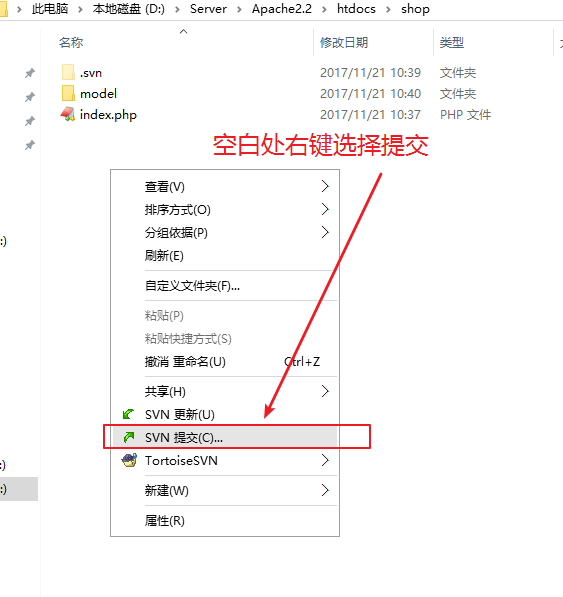 此电脑 > 本地磁盘 (D:) > Server > Apache2.2 > htdocs > shop
名称 修改日期 类型
.svn 2017/11/21 10:39 文件夹
model 2017/11/21 10:40 文件夹
index.php 2017/11/21 10:37 PHP 文件
空白处右键选择提交
查看(V)
排序方式(O)
分组依据(P)
:)
刷新(E)
自定义文件夹(F)...
粘贴(P)
粘贴快捷方式(S)
撤消 重命名(U) Ctrl+Z
共享(H)
SVN 更新(U)
SVN 提交(C)...
TortoiseSVN
:)
新建(W)
:)
属性(R)